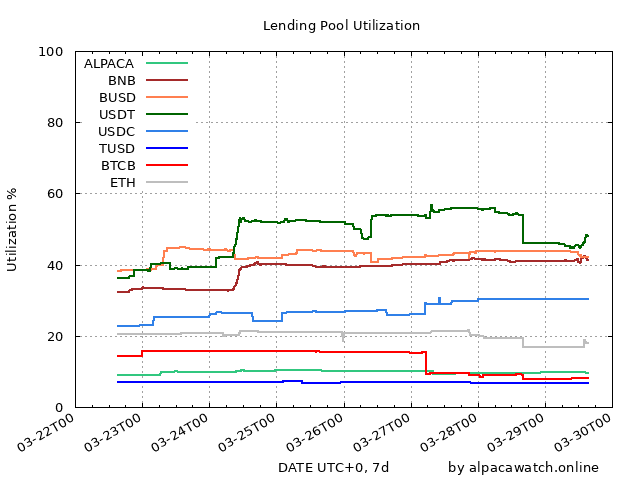 Lending Pool Utilization
100
80
60
40
20
0
Utilization %
ALPACA
BNB
BUSD
USDT
USDC
TUSD
BTCB
ETH
03-22T00
03-23T00
03-24T00
03-25T00
03-26T00
03-27T00
03-28T00
03-29T00
03-30T00
DATE UTC+0, 7d
by alpacawatch.online